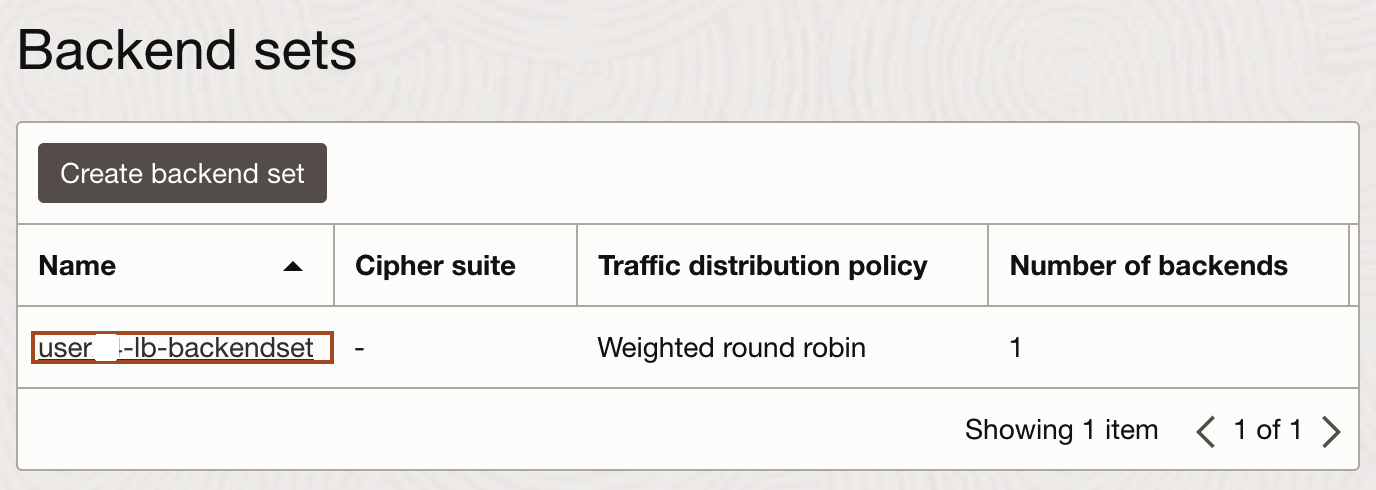 Backend sets
Create backend set
Name Cipher suite Traffic distribution policy Number of backends
user -lb-backendset - Weighted round robin 1
Showing 1 item 1 of 1